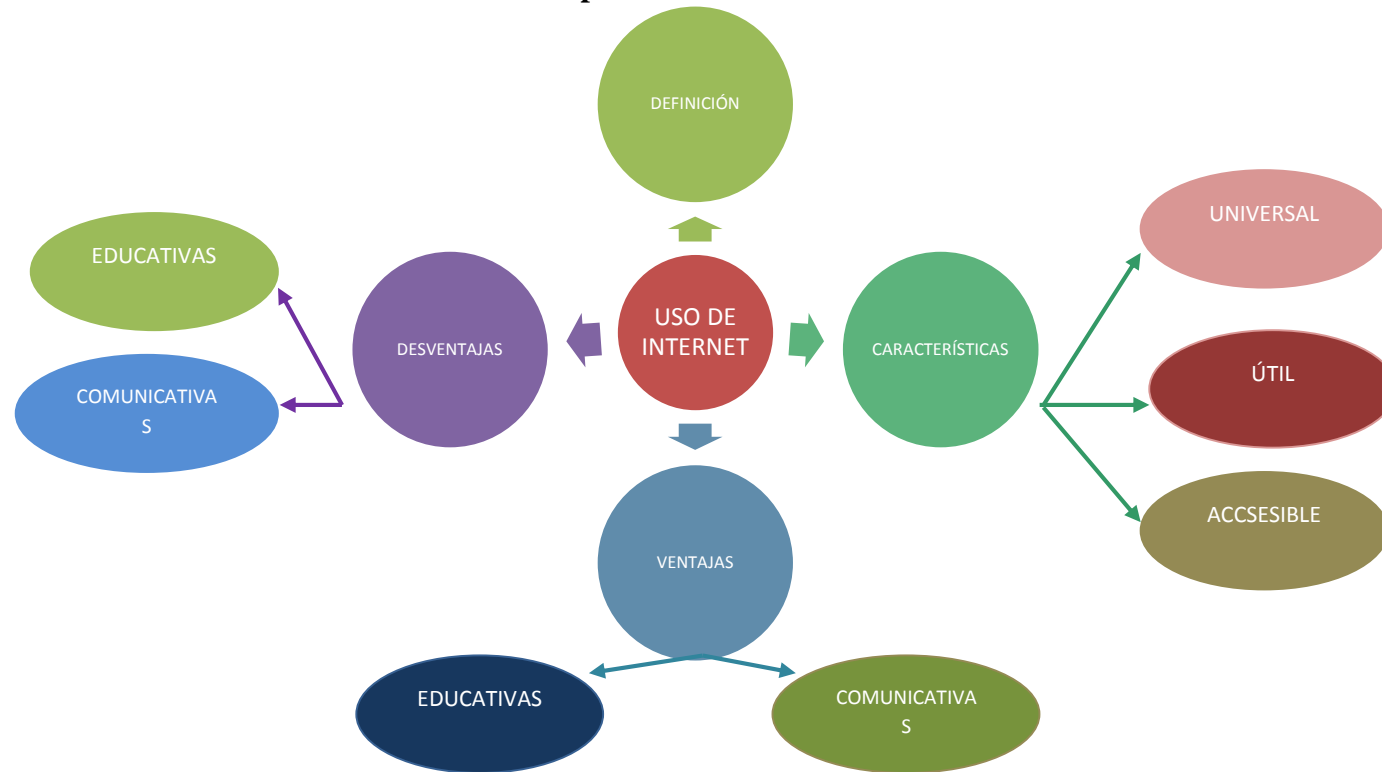 DEFINICIÓN
UNIVERSAL
EDUCATIVAS
USO DE
INTERNET
DESVENTAJAS
CARACTERÍSTICAS
ÚTIL
COMUNICATIVA
S
ACCSESIBLE
VENTAJAS
EDUCATIVAS
COMUNICATIVA
S